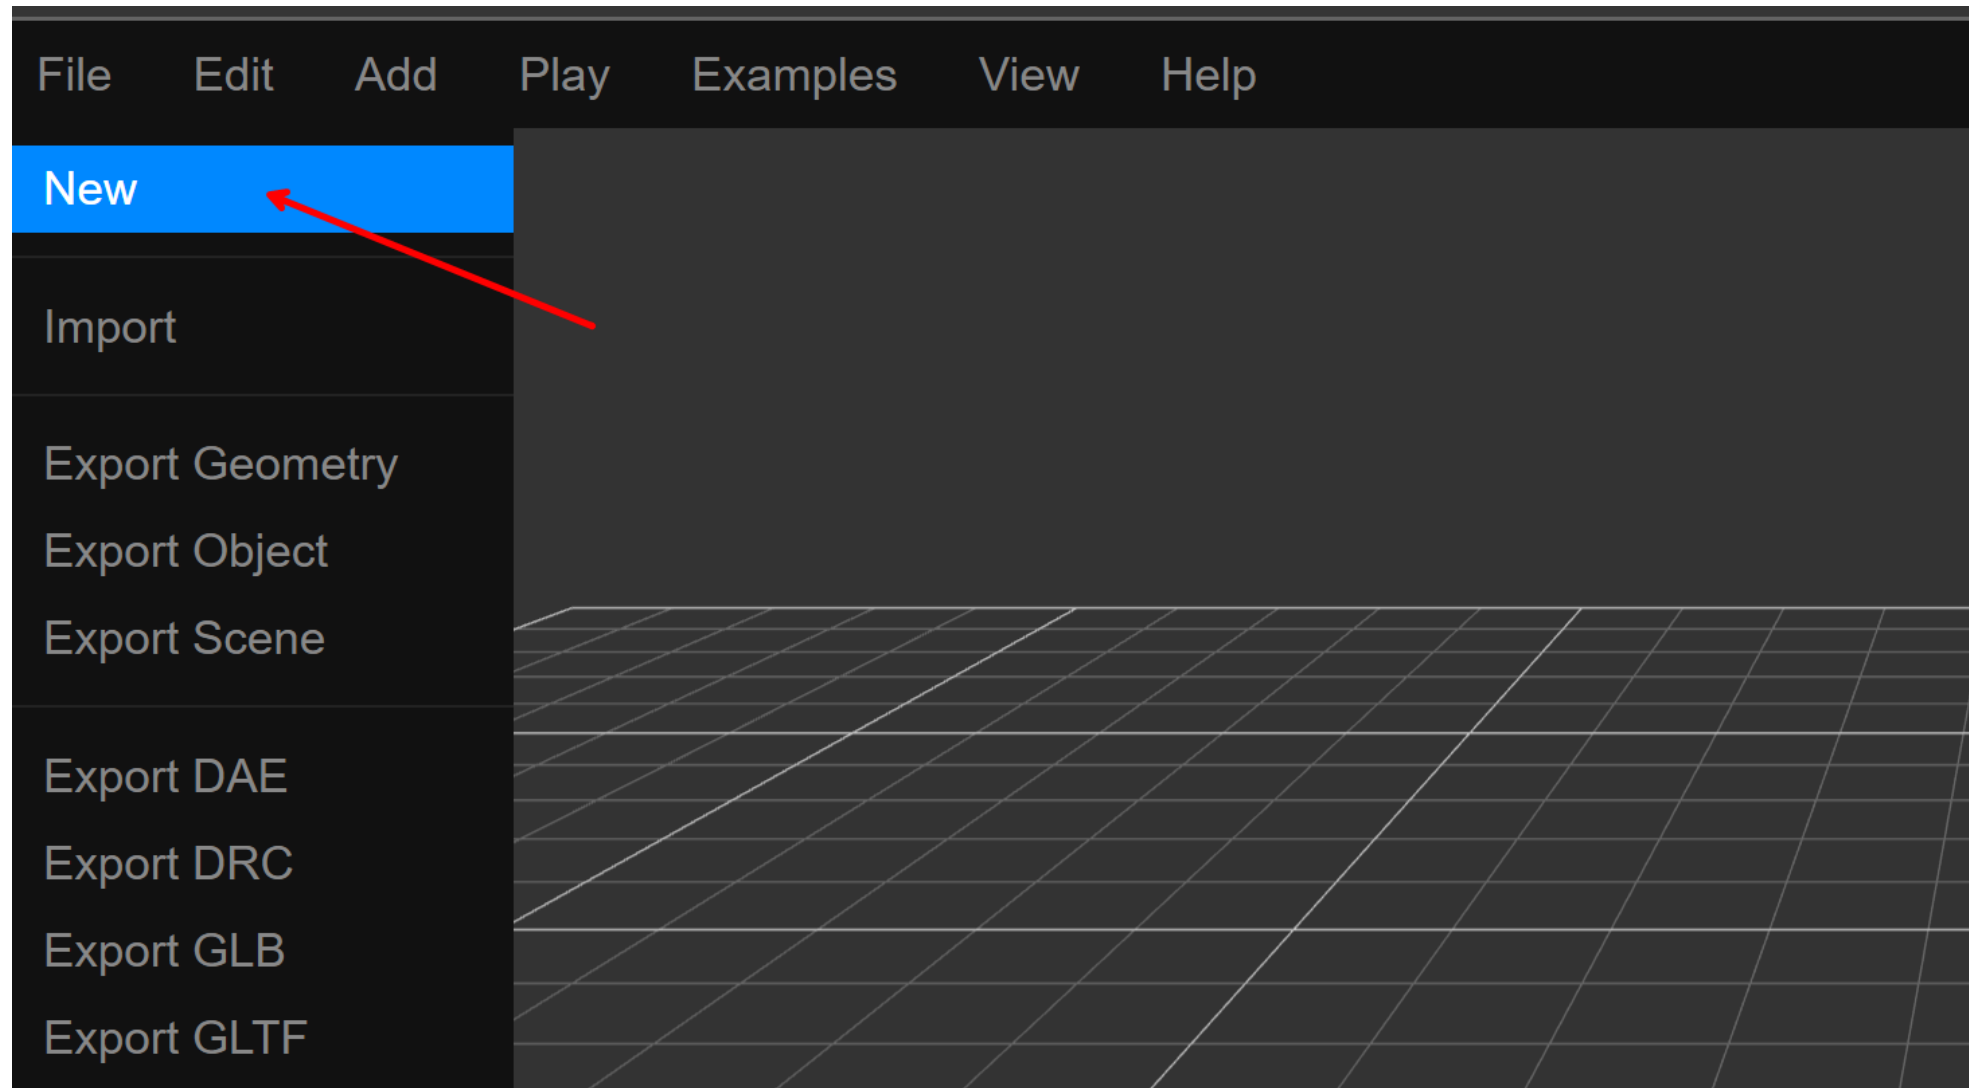 File Edit Add Play Examples View Help
New
Import
Export Geometry
Export Object
Export Scene
Export DAE
Export DRC
Export GLB
Export GLTF